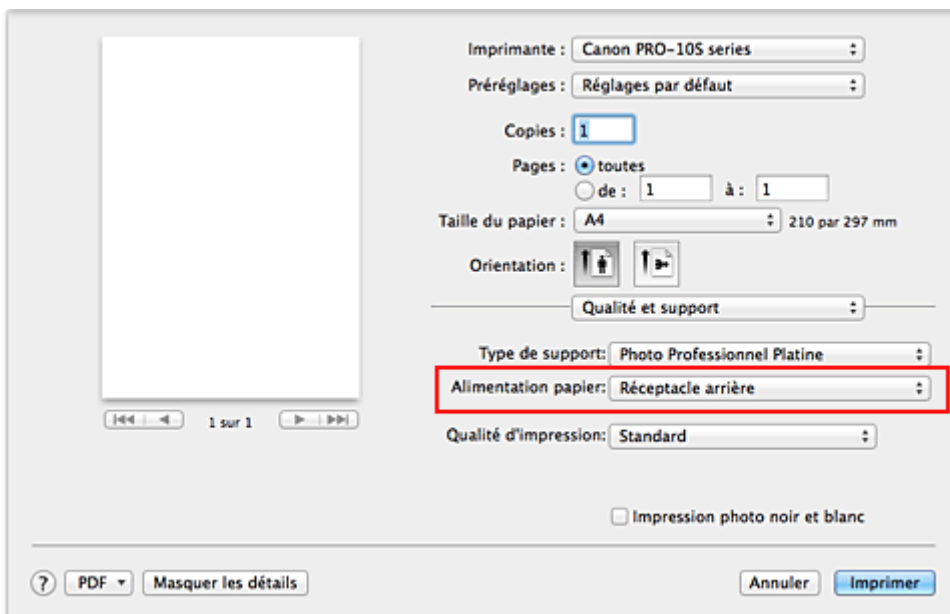 Imprimante : Canon PRO-10S series
Préréglages : Réglages par défaut
Copies : 1
Pages : toutes
de : 1 à : 1
Taille du papier : A4 210 par 297 mm
Orientation :
Qualité et support
Type de support: Photo Professionnel Platine
Alimentation papier: Réceptacle arrière
1 sur 1
Qualité d'impression: Standard
Impression photo noir et blanc
? PDF Masquer les détails Annuler Imprimer